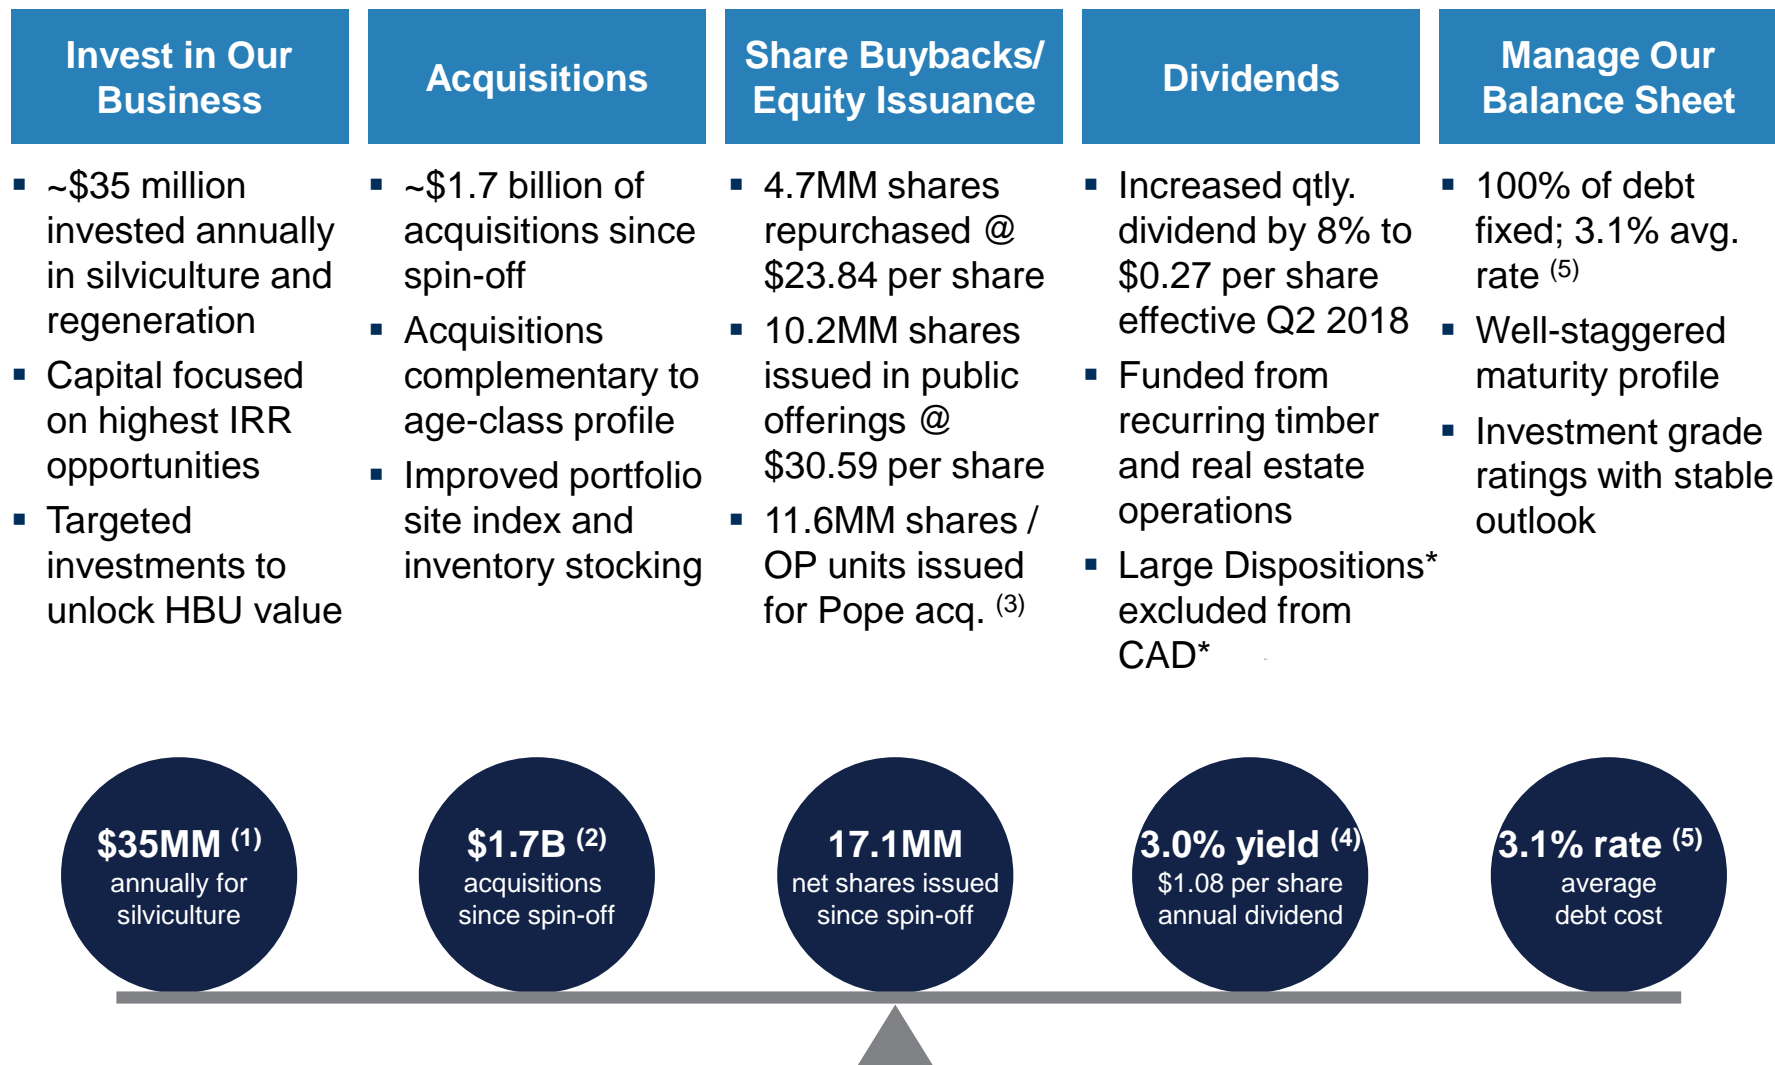 Invest in Our
Business
▪ ~$35 million
invested annually
in silviculture and
regeneration
▪ Capital focused
on highest IRR
opportunities
▪ Targeted
investments to
unlock HBU value
Acquisitions
▪ ~$1.7 billion of
acquisitions since
spin-off
▪ Acquisitions
complementary to
age-class profile
▪ Improved portfolio
site index and
inventory stocking
Share Buybacks/
Equity Issuance
▪ 4.7MM shares
repurchased @
$23.84 per share
▪ 10.2MM shares
issued in public
offerings @
$30.59 per share
▪ 11.6MM shares /
OP units issued
for Pope acq. (3)
Dividends
▪ Increased qtly.
dividend by 8% to
$0.27 per share
effective Q2 2018
▪ Funded from
recurring timber
and real estate
operations
▪ Large Dispositions*
excluded from
CAD*
Manage Our
Balance Sheet
▪ 100% of debt
fixed; 3.1% avg.
rate (5)
▪ Well-staggered
maturity profile
▪ Investment grade
ratings with stable
outlook
$35MM (1)
annually for
silviculture
$1.7B (2)
acquisitions
since spin-off
17.1MM
net shares issued
since spin-off
3.0% yield (4)
$1.08 per share
annual dividend
3.1% rate (5)
average
debt cost